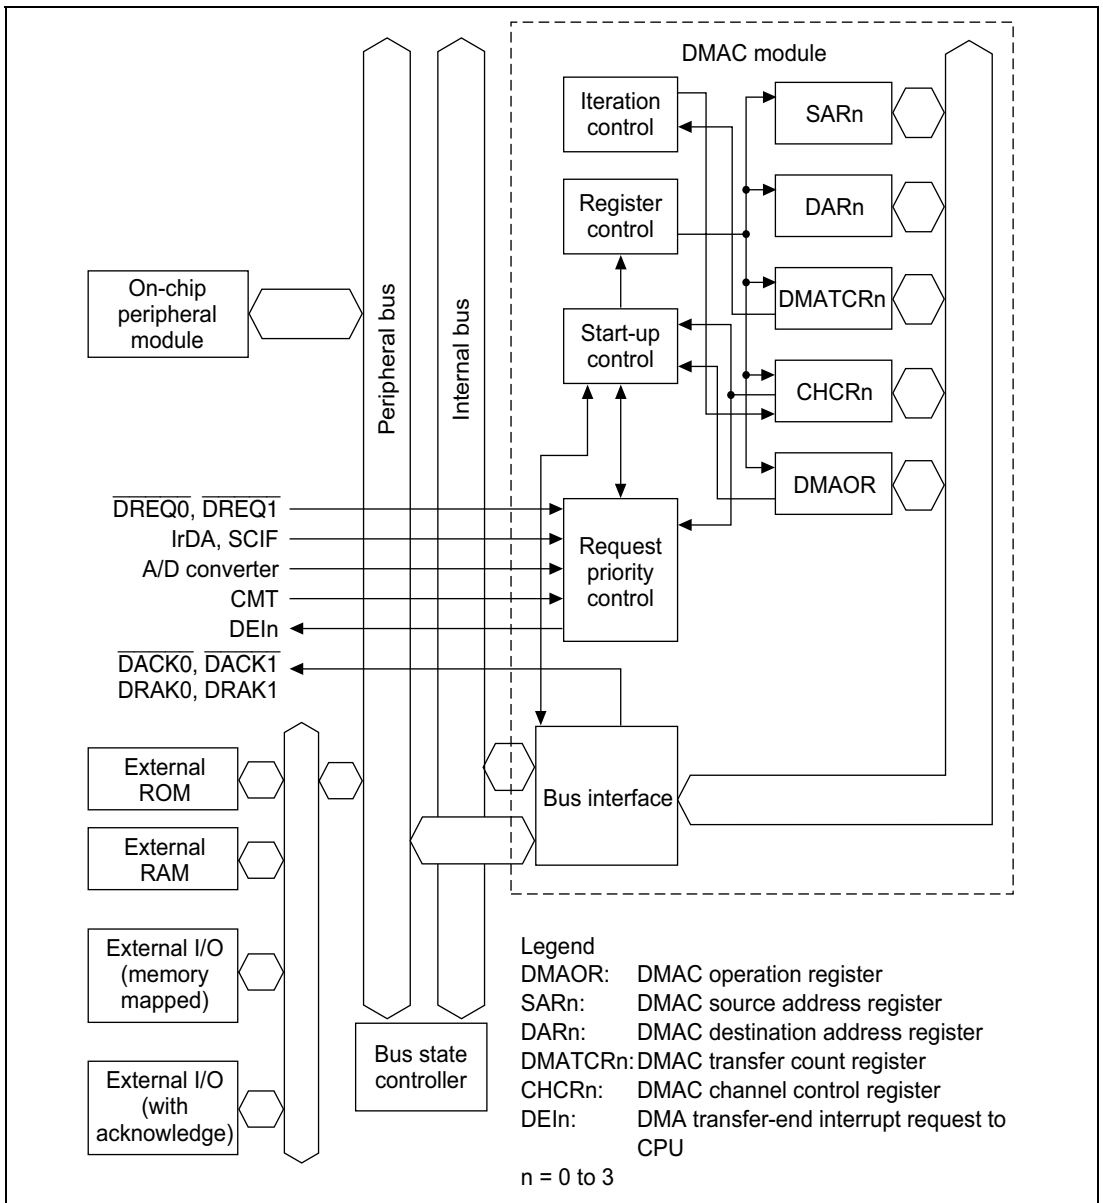 DMAC module
Iteration
control
SARn
Register
control
DARn
On-chip
peripheral
module
Peripheral bus
Internal bus
Start-up
control
DMATCRn
CHCRn
DMAOR
DREQ0, DREQ1
IrDA, SCIF
A/D converter
CMT
DEIn
DACK0, DACK1
DRAK0, DRAK1
Request
priority
control
External
ROM
Bus interface
External
RAM
External I/O
(memory
mapped)
External I/O
(with
acknowledge)
Bus state
controller
Legend
DMAOR: DMAC operation register
SARn: DMAC source address register
DARn: DMAC destination address register
DMATCRn: DMAC transfer count register
CHCRn: DMAC channel control register
DEIn: DMA transfer-end interrupt request to
CPU
n = 0 to 3